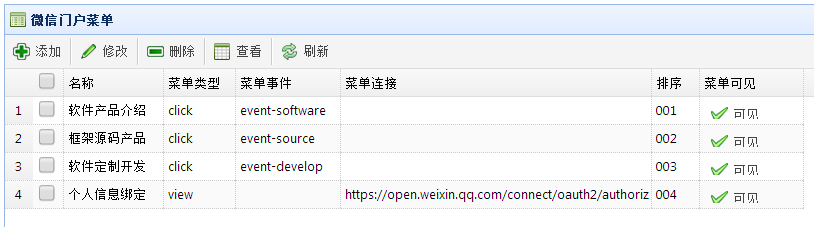 微信门户菜单
添加 修改 删除 查看 刷新
名称 菜单类型 菜单事件 菜单连接 排序 菜单可见
1 软件产品介绍 click event-software 001 可见
2 框架源码产品 click event-source 002 可见
3 软件定制开发 click event-develop 003 可见
4 个人信息绑定 view https://open.weixin.qq.com/connect/oauth2/authoriz 004 可见